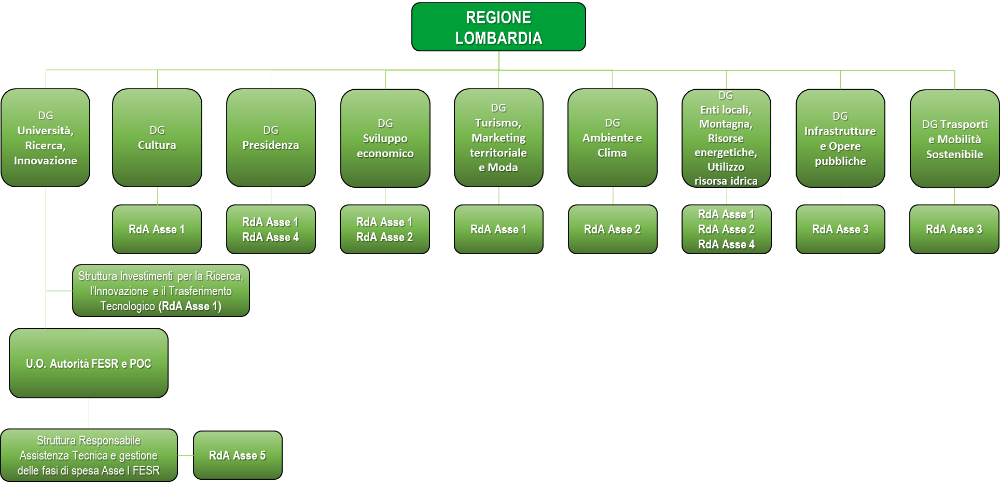 REGIONE
LOMBARDIA
DG
Università,
Ricerca,
Innovazione
DG
Cultura
DG
Presidenza
DG
Sviluppo
economico
DG
Turismo,
Marketing
territoriale
e Moda
DG
Ambiente e
Clima
DG
Enti locali,
Montagna,
Risorse
energetiche,
Utilizzo
risorsa idrica
DG
Infrastrutture
e Opere
pubbliche
DG Trasporti
e Mobilità
Sostenibile
RdA Asse 1
RdA Asse 1
RdA Asse 4
RdA Asse 1
RdA Asse 2
RdA Asse 1
RdA Asse 2
RdA Asse 1
RdA Asse 2
RdA Asse 4
RdA Asse 3
RdA Asse 3
Struttura Investimenti per la Ricerca,
l'Innovazione e il Trasferimento
Tecnologico (RdA Asse 1)
U.O. Autorità FESR e POC
Struttura Responsabile
Assistenza Tecnica e gestione
delle fasi di spesa Asse I FESR
RdA Asse 5